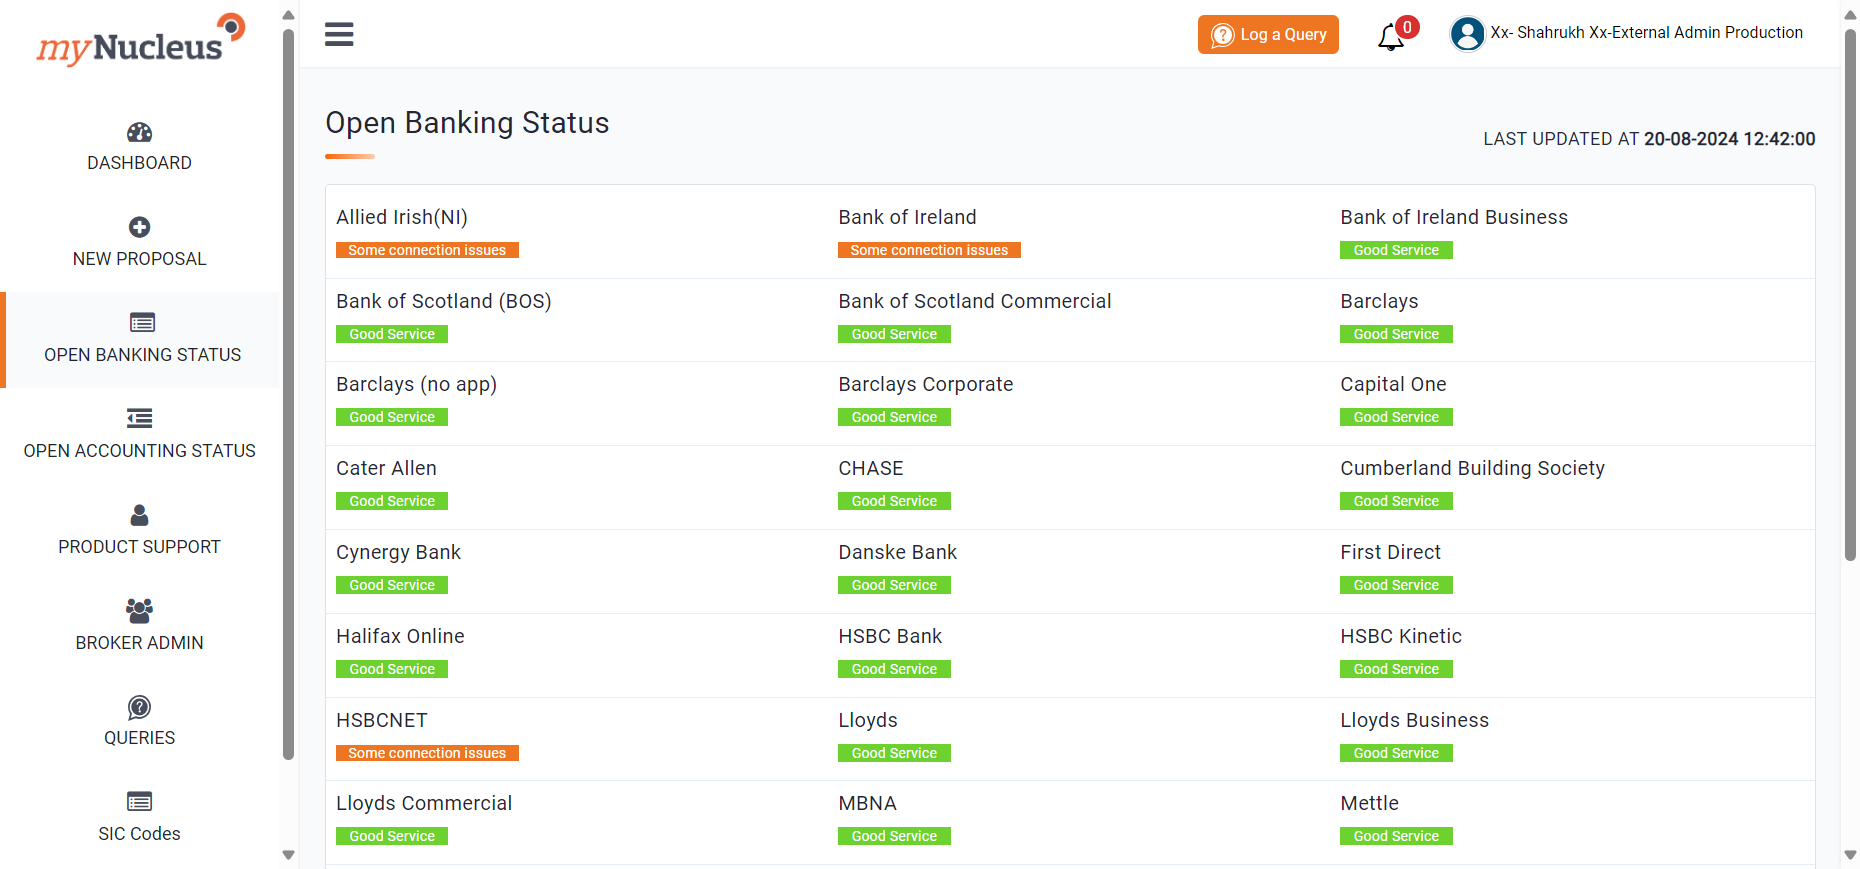 myNucleus
DASHBOARD
NEW PROPOSAL
OPEN BANKING STATUS
OPEN ACCOUNTING STATUS
PRODUCT SUPPORT
BROKER ADMIN
QUERIES
SIC Codes
Log a Query
0
Xx- Shahrukh Xx-External Admin Production
Open Banking Status
LAST UPDATED AT 20-08-2024 12:42:00
Allied Irish(NI) Bank of Ireland Bank of Ireland Business
Some connection issues Some connection issues Good Service
Bank of Scotland (BOS) Bank of Scotland Commercial Barclays
Good Service Good Service Good Service
Barclays (no app) Barclays Corporate Capital One
Good Service Good Service Good Service
Cater Allen CHASE Cumberland Building Society
Good Service Good Service Good Service
Cynergy Bank Danske Bank First Direct
Good Service Good Service Good Service
Halifax Online HSBC Bank HSBC Kinetic
Good Service Good Service Good Service
HSBCNET Lloyds Lloyds Business
Some connection issues Good Service Good Service
Lloyds Commercial MBNA Mettle
Good Service Good Service Good Service